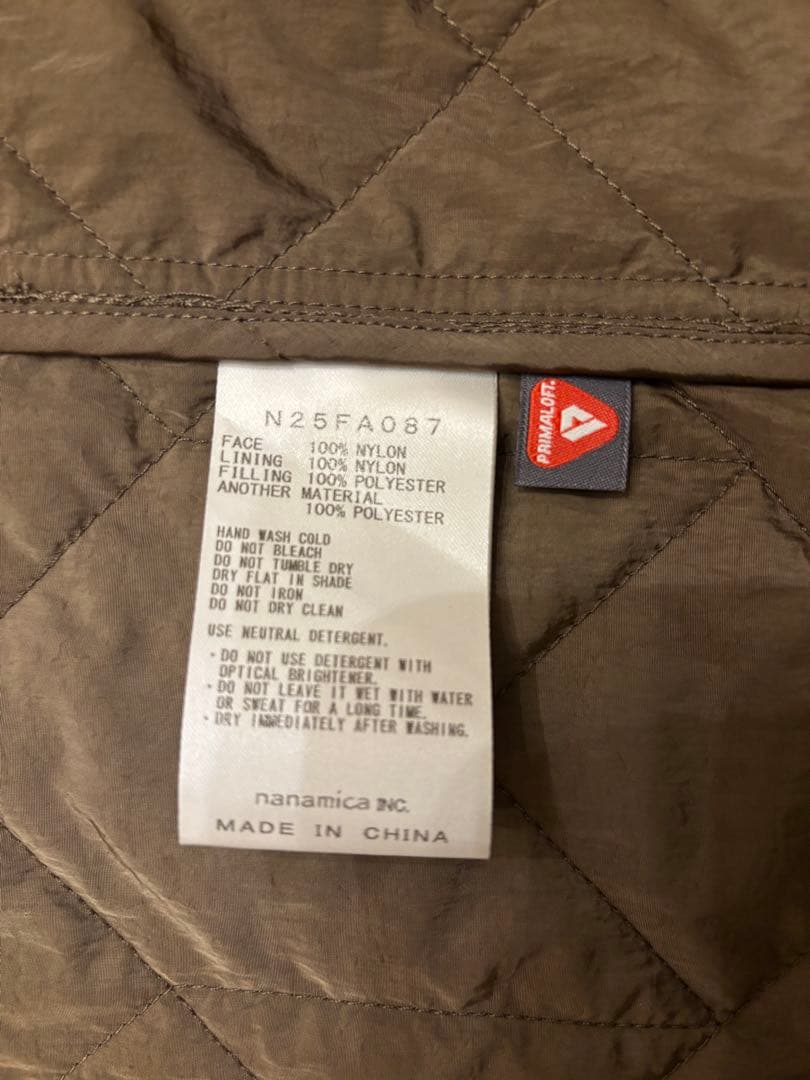 N25FA087
FACE 100% NYLON
LINING 100% NYLON
FILLING 100% POLYESTER
ANOTHER MATERIAL
100% POLYESTER
HAND WASH COLD
DO NOT BLEACH
DO NOT TUMBLE DRY
DRY FLAT IN SHADE
DO NOT IRON
DO NOT DRY CLEAN
USE NEUTRAL DETERGENT.
・DO NOT USE DETERGENT WITH
OPTICAL BRIGHTENER.
・DO NOT LEAVE IT WET WITH WATER
OR SWEAT FOR A LONG TIME.
・DRY IMMEDIATELY AFTER WASHING.
nanamica INC.
MADE IN CHINA
PRIMALOFT.